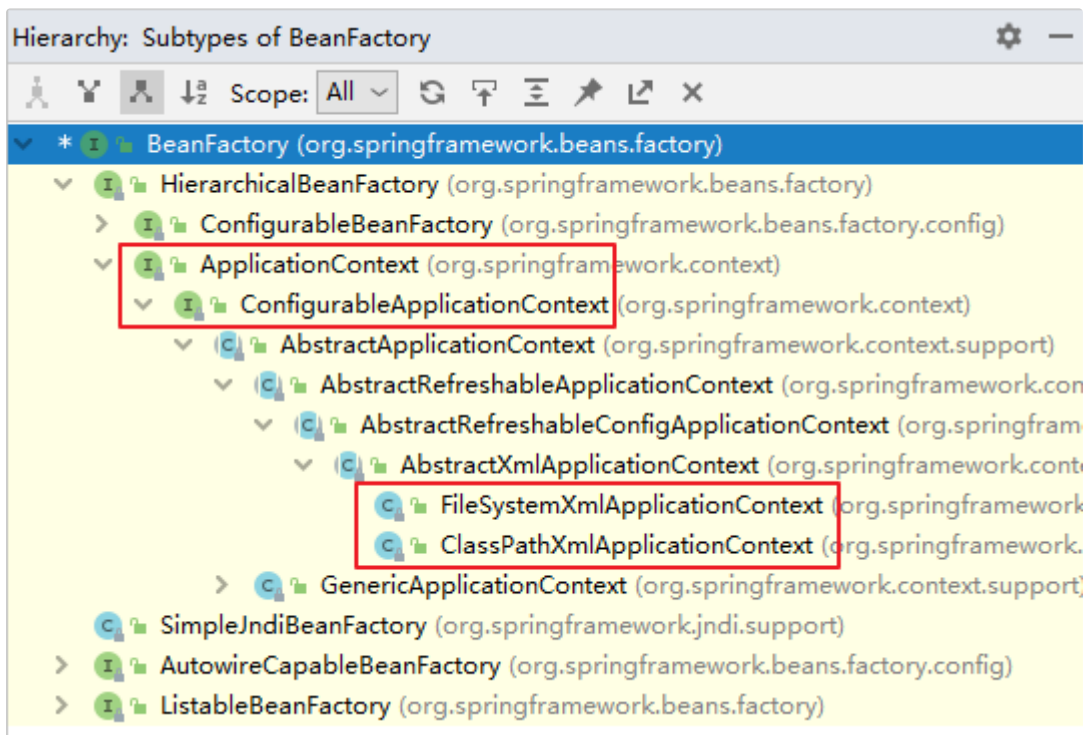 Hierarchy: Subtypes of BeanFactory
Scope: All
* BeanFactory (org.springframework.beans.factory)
HierarchicalBeanFactory (org.springframework.beans.factory)
ConfigurableBeanFactory (org.springframework.beans.factory.config)
ApplicationContext (org.springframework.context)
ConfigurableApplicationContext (org.springframework.context)
AbstractApplicationContext (org.springframework.context.support)
AbstractRefreshableApplicationContext (org.springframework.con
AbstractRefreshableConfigApplicationContext (org.springfram
AbstractXmlApplicationContext (org.springframework.conte
FileSystemXmlApplicationContext (org.springframework
ClassPathXmlApplicationContext (org.springframework.
GenericApplicationContext (org.springframework.context.support)
SimpleJndiBeanFactory (org.springframework.jndi.support)
AutowireCapableBeanFactory (org.springframework.beans.factory.config)
ListableBeanFactory (org.springframework.beans.factory)